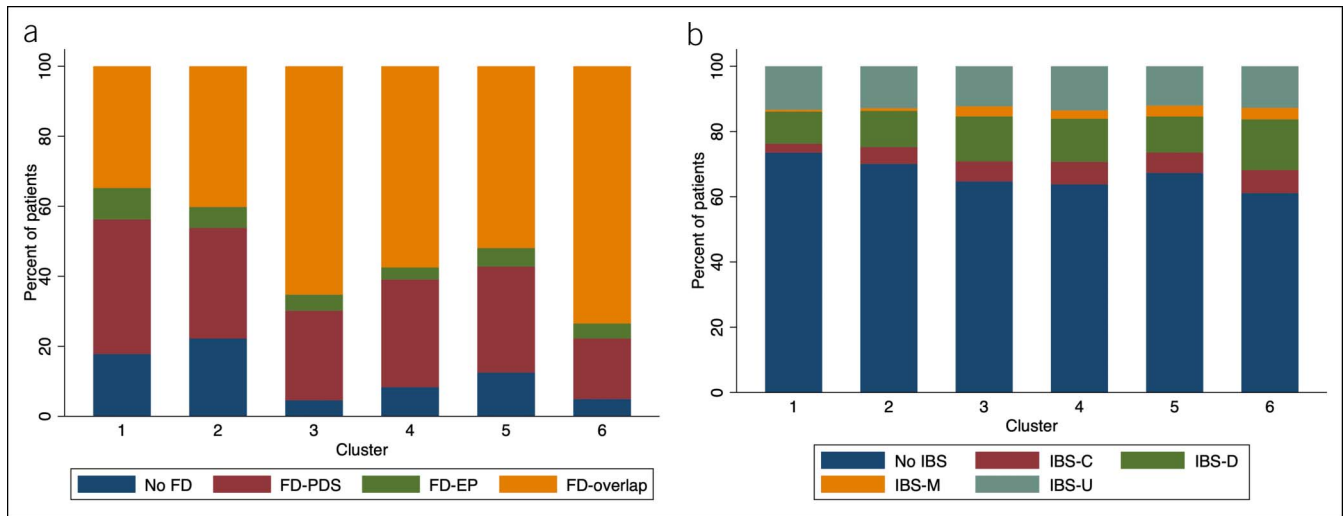 a
Percent of patients
100
80
60
40
20
0
1 2 3 4 5 6
Cluster
No FD FD-PDS FD-EP FD-overlap
b
Percent of patients
100
80
60
40
20
0
1 2 3 4 5 6
Cluster
No IBS IBS-C IBS-D
IBS-M IBS-U